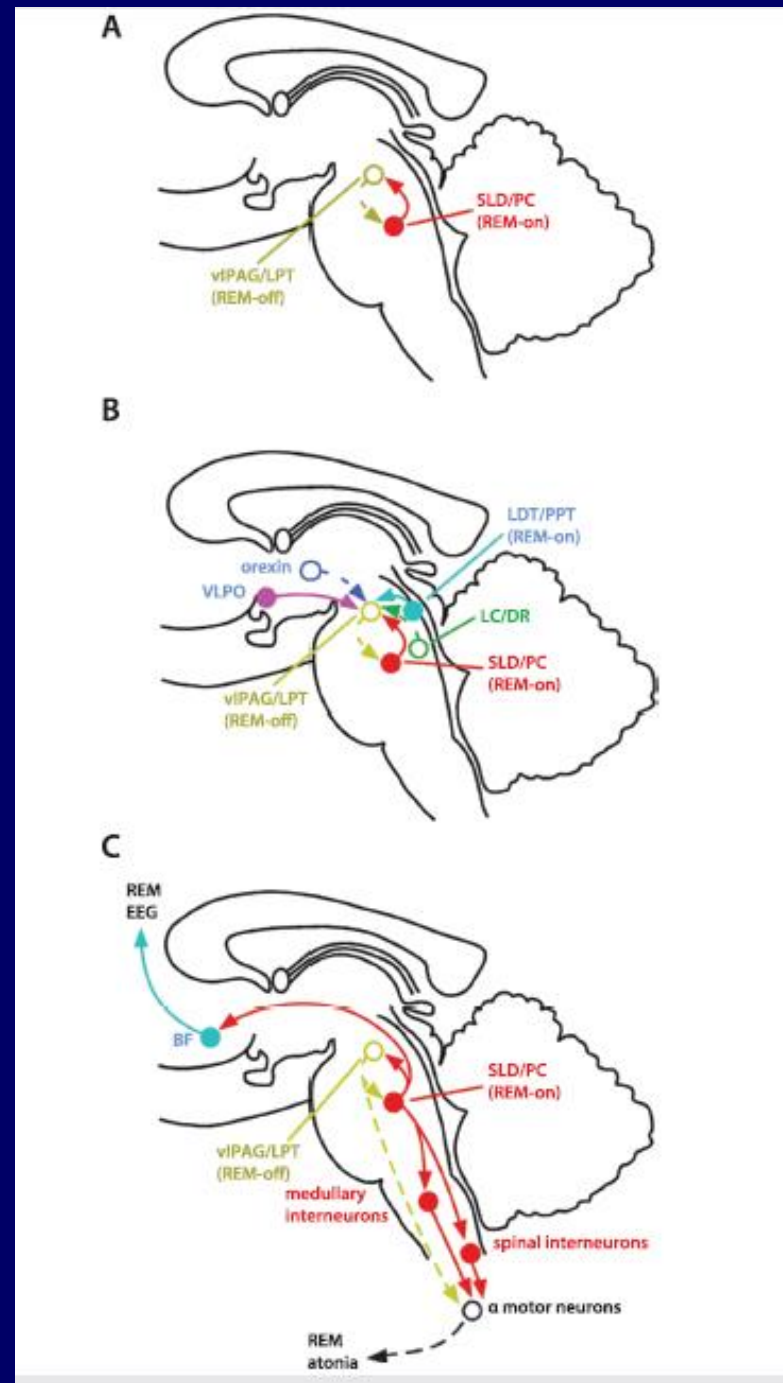 A
SLD/PC
(REM-on)
vlPAG/LPT
(REM-off)
B
LDT/PPT
(REM-on)
orexin
VLPO
LC/DR
SLD/PC
(REM-on)
vlPAG/LPT
(REM-off)
C
REM
EEG
BF
SLD/PC
(REM-on)
vlPAG/LPT
(REM-off)
medullary
interneurons
spinal interneurons
α motor neurons
REM
atonia